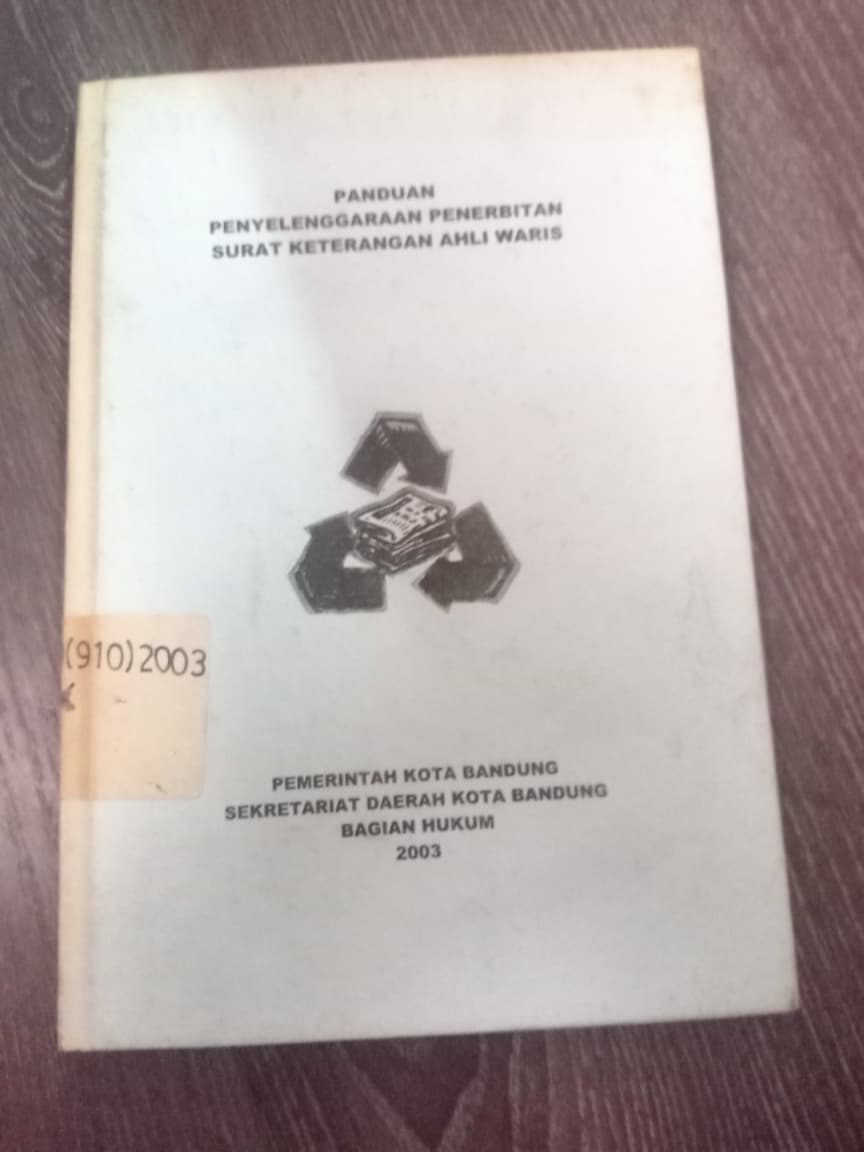 PANDUAN
PENYELENGGARAAN PENERBITAN
SURAT KETERANGAN AHLI WARIS
(910)2003
PEMERINTAH KOTA BANDUNG
SEKRETARIAT DAERAH KOTA BANDUNG
BAGIAN HUKUM
2003